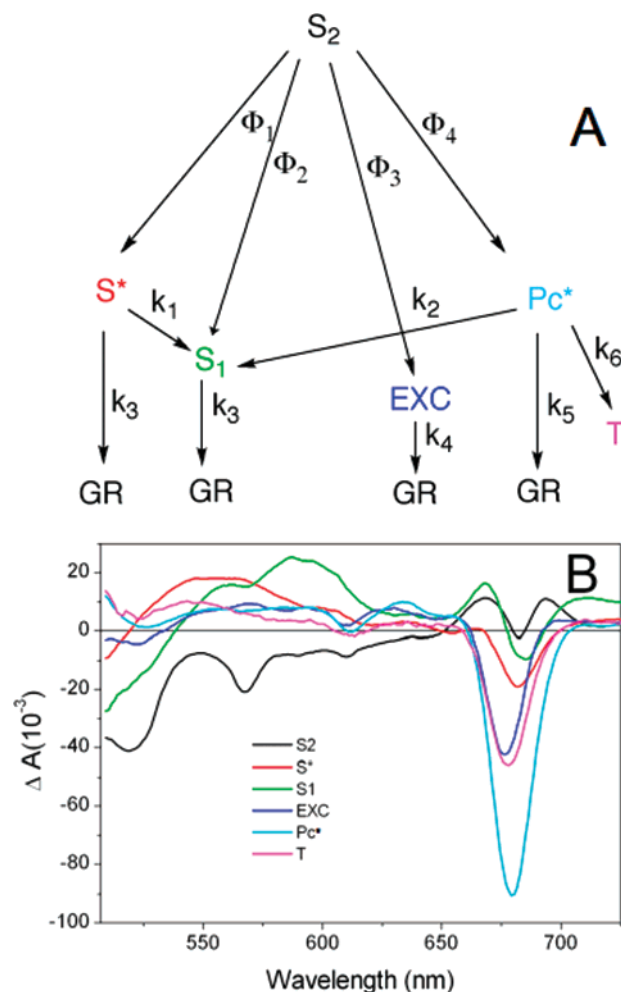 S₂
A
Φ₁
Φ₂
Φ₃
Φ₄
S*
k₁
S₁
k₂
Pc*
k₃
k₃
EXC
k₄
k₅
k₆
T
GR
GR
GR
GR
B
20
0
-20
-40
-60
-80
-100
Δ A(10⁻³)
S2
S*
S1
EXC
Pc*
T
550
600
650
700
Wavelength (nm)